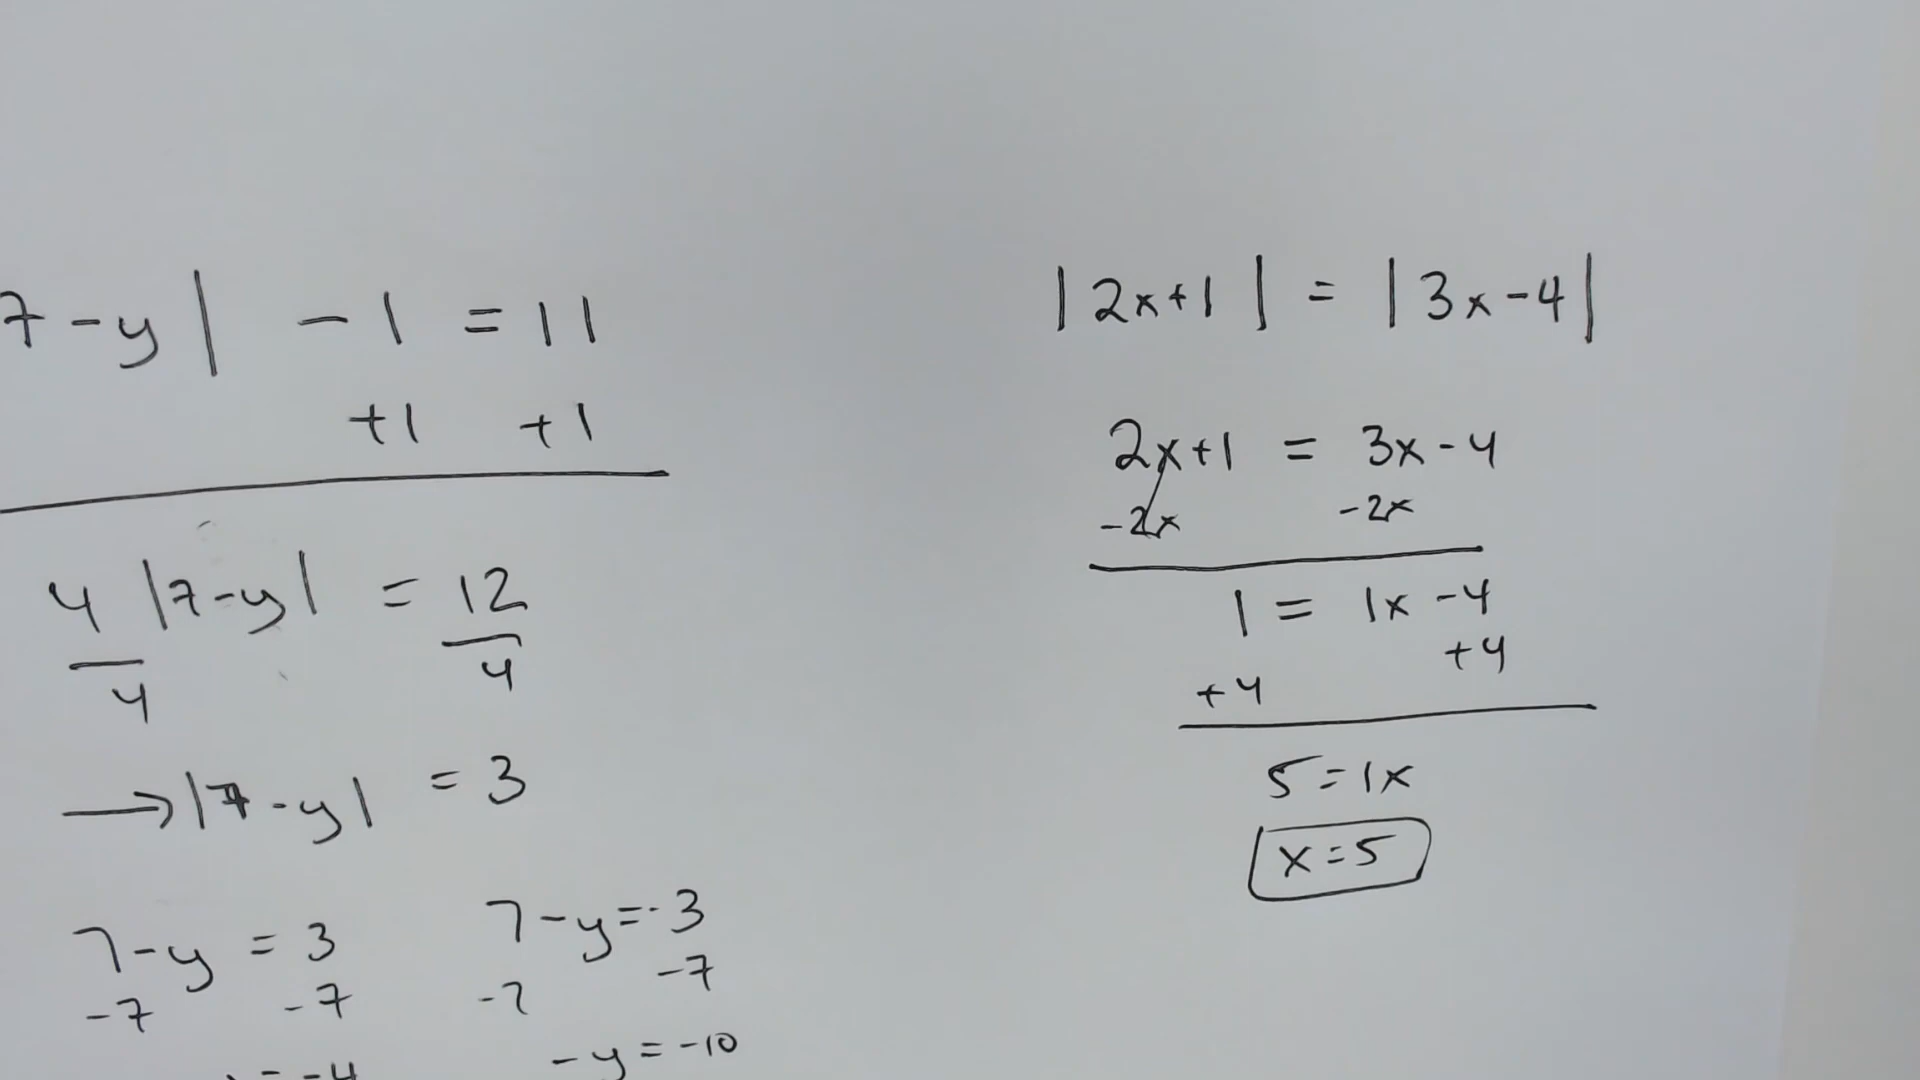 7 - y | - 1 = 11
+1 +1
4 |7-y| = 12
4 4
→ |7-y| = 3
7-y = 3
-7 -7
= -4
7-y=-3
-7 -7
-y = -10
|2x+1| = |3x-4|
2x+1 = 3x-4
-2x -2x
1 = 1x -4
+4 +4
5 = 1x
x=5